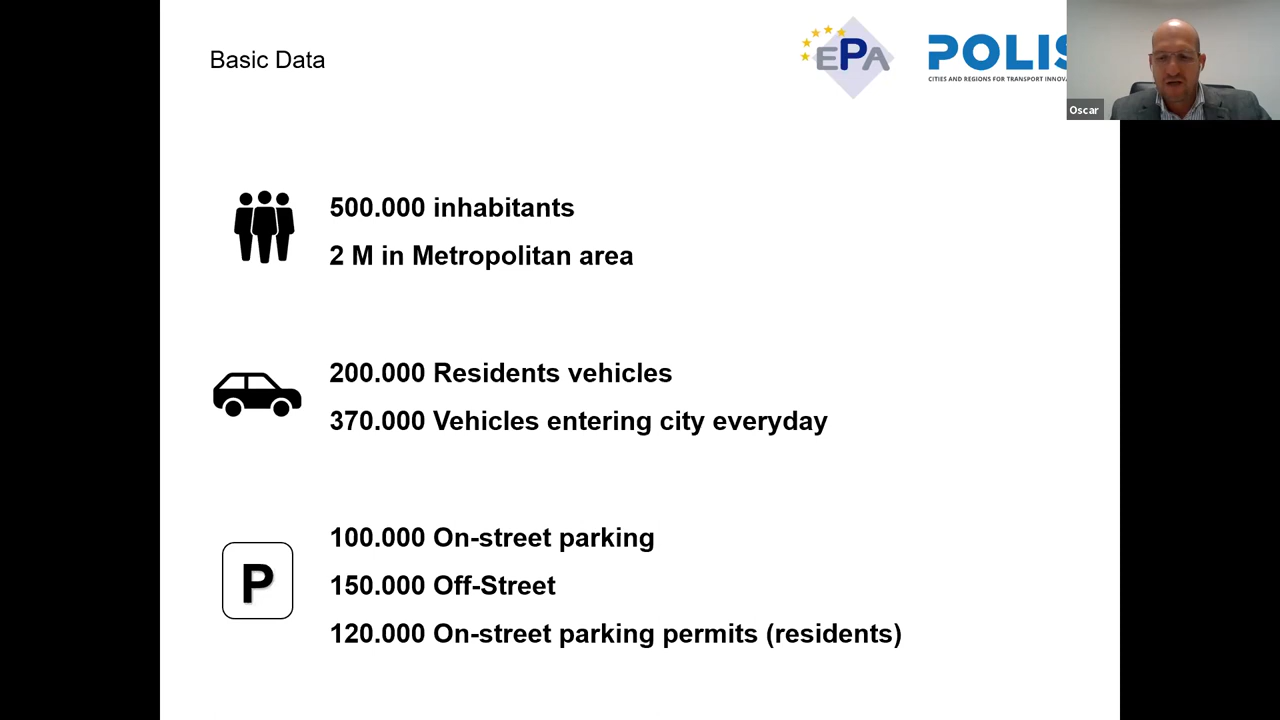 Basic Data
EPA
POLIS
CITIES AND REGIONS FOR TRANSPORT
Oscar
500.000 inhabitants
2 M in Metropolitan area
200.000 Residents vehicles
370.000 Vehicles entering city everyday
P
100.000 On-street parking
150.000 Off-Street
120.000 On-street parking permits (residents)